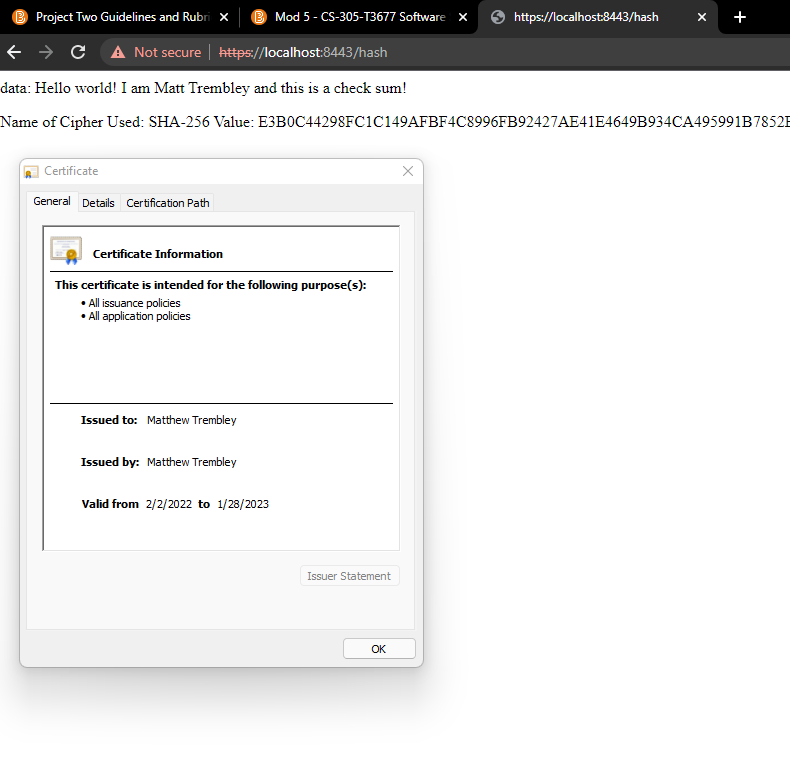 Project Two Guidelines and Rubri
Mod 5 - CS-305-T3677 Software
https://localhost:8443/hash
Not secure https://localhost:8443/hash
data: Hello world! I am Matt Trembley and this is a check sum!
Name of Cipher Used: SHA-256 Value: E3B0C44298FC1C149AFBF4C8996FB92427AE41E4649B934CA495991B7852B
Certificate
General Details Certification Path
Certificate Information
This certificate is intended for the following purpose(s):
• All issuance policies
• All application policies
Issued to: Matthew Trembley
Issued by: Matthew Trembley
Valid from 2/2/2022 to 1/28/2023
Issuer Statement
OK